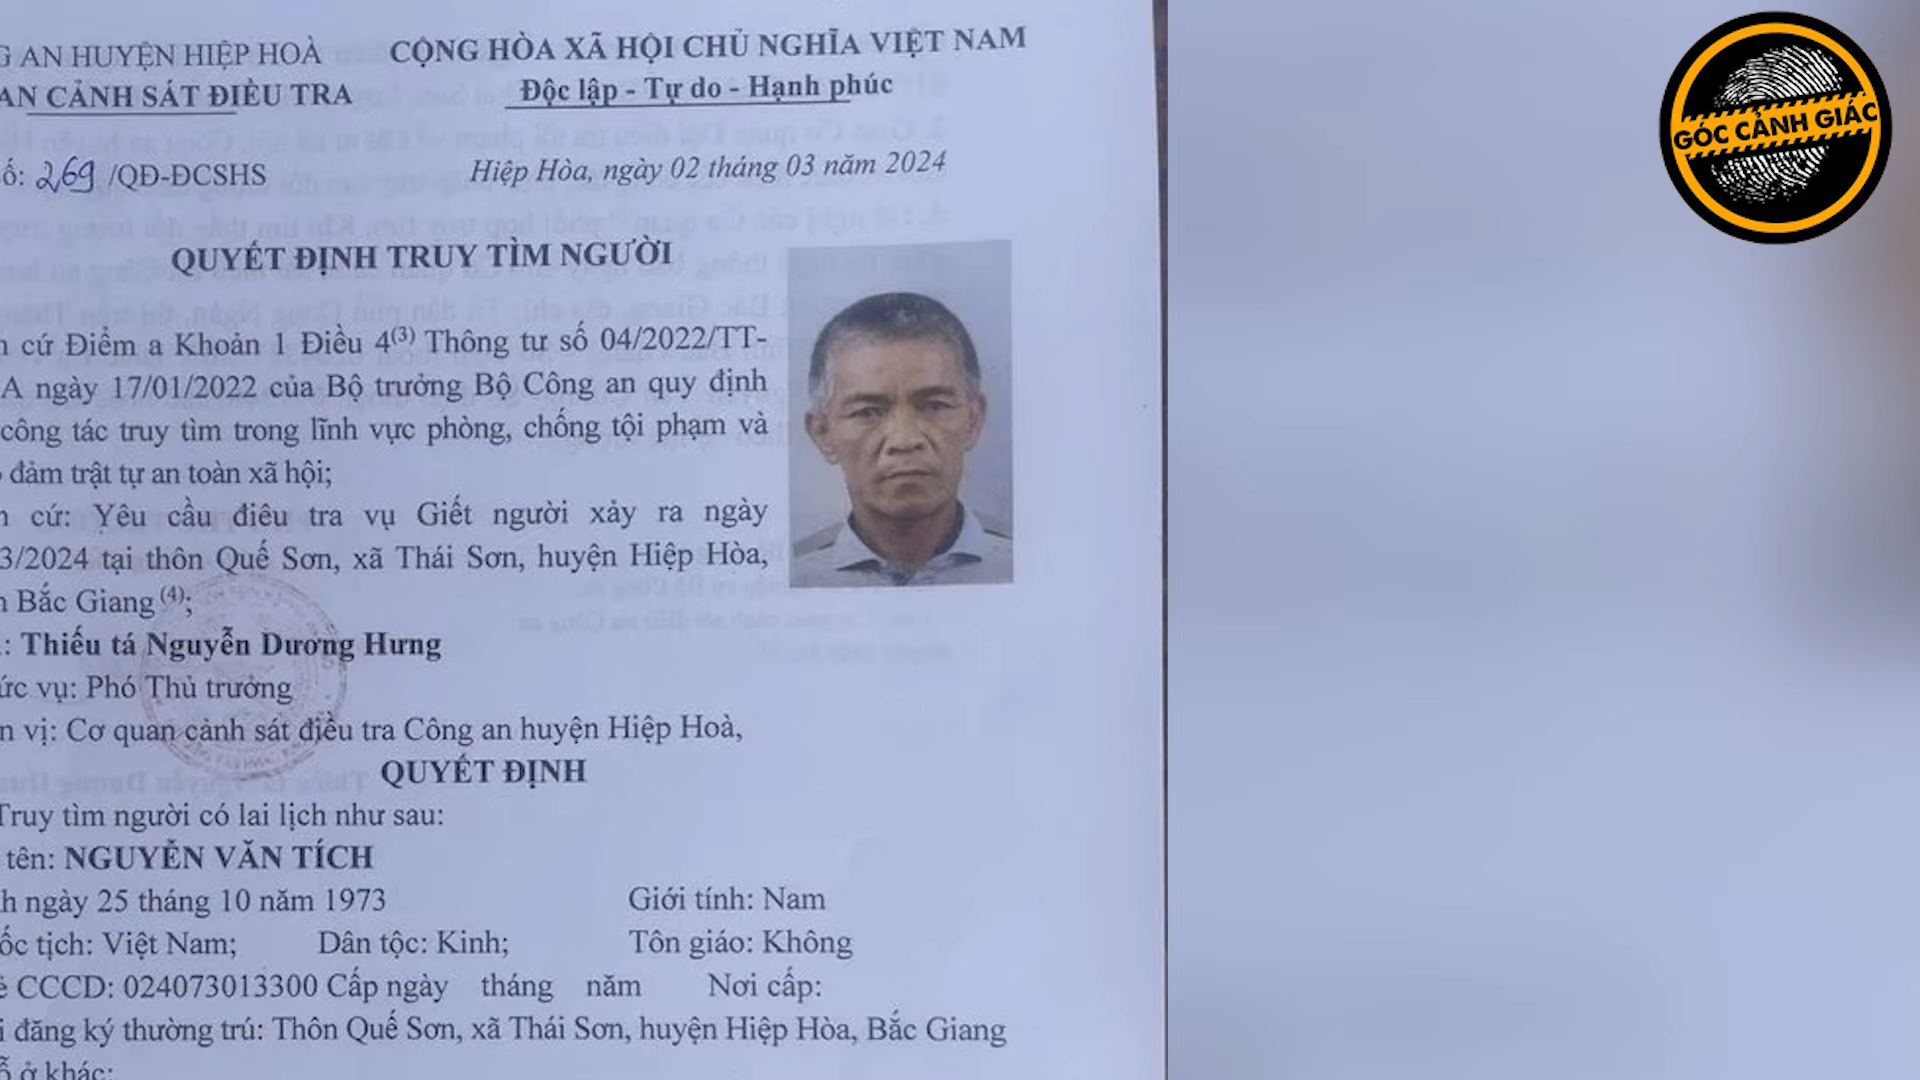 G AN HUYỆN HIỆP HOÀ
AN CẢNH SÁT ĐIỀU TRA
CỘNG HÒA XÃ HỘI CHỦ NGHĨA VIỆT NAM
Độc lập - Tự do - Hạnh phúc
ố: 269 /QĐ-ĐCSHS
Hiệp Hòa, ngày 02 tháng 03 năm 2024
QUYẾT ĐỊNH TRUY TÌM NGƯỜI
n cứ Điểm a Khoản 1 Điều 4(3) Thông tư số 04/2022/TT-
A ngày 17/01/2022 của Bộ trưởng Bộ Công an quy định
công tác truy tìm trong lĩnh vực phòng, chống tội phạm và
đảm trật tự an toàn xã hội;
n cứ: Yêu cầu điều tra vụ Giết người xảy ra ngày
3/2024 tại thôn Quế Sơn, xã Thái Sơn, huyện Hiệp Hòa,
h Bắc Giang (4);
: Thiếu tá Nguyễn Dương Hưng
ức vụ: Phó Thủ trưởng
n vị: Cơ quan cảnh sát điều tra Công an huyện Hiệp Hoà,
QUYẾT ĐỊNH
Truy tìm người có lai lịch như sau:
tên: NGUYỄN VĂN TÍCH
h ngày 25 tháng 10 năm 1973 Giới tính: Nam
ốc tịch: Việt Nam; Dân tộc: Kinh; Tôn giáo: Không
ẻ CCCD: 024073013300 Cấp ngày tháng năm Nơi cấp:
i đăng ký thường trú: Thôn Quế Sơn, xã Thái Sơn, huyện Hiệp Hòa, Bắc Giang
ỗ ở khác:
GÓC CẢNH GIÁC